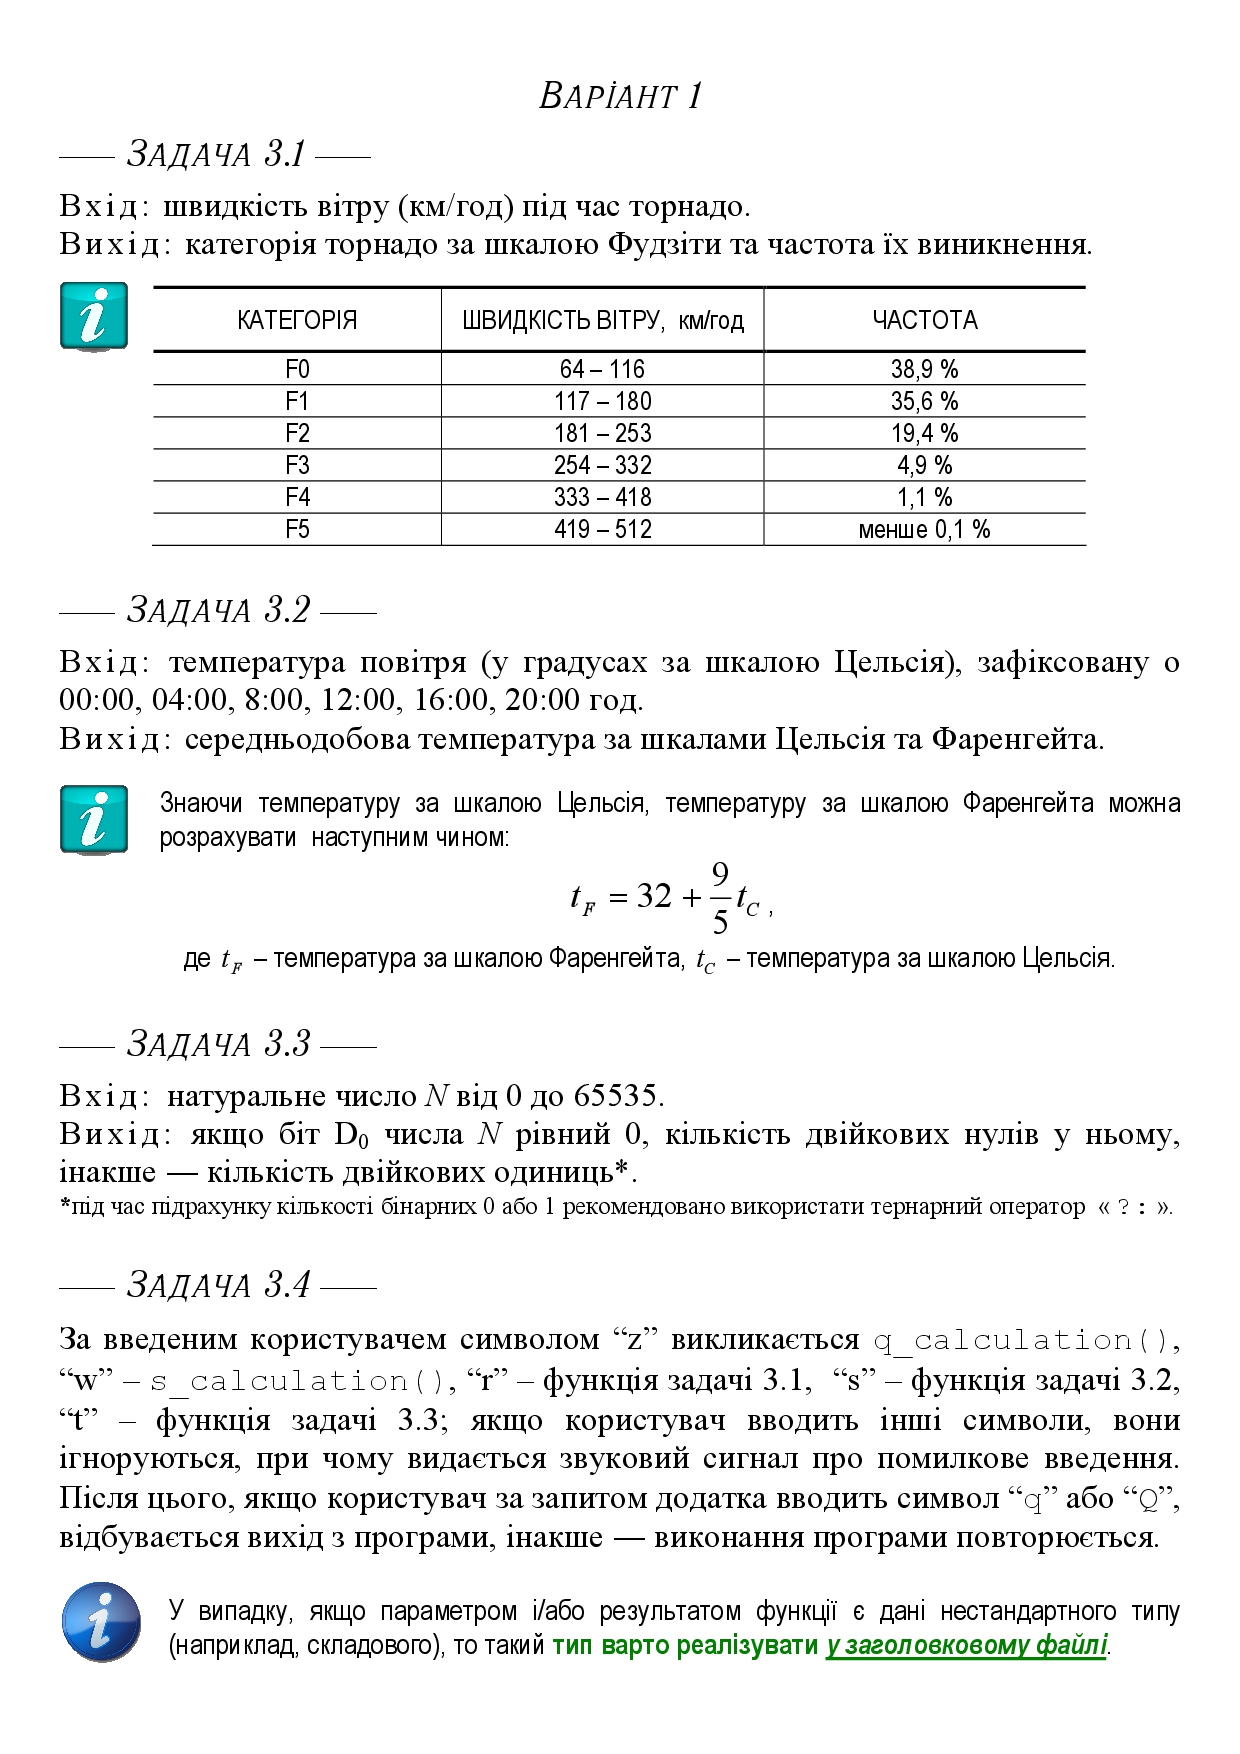 ВАРІАНТ 1
ЗАДАЧА 3.1
Вхід: швидкість вітру (км/год) під час торнадо.
Вихід: категорія торнадо за шкалою Фудзіти та частота їх виникнення.
КАТЕГОРІЯ ШВИДКІСТЬ ВІТРУ, км/год ЧАСТОТА
F0 64 – 116 38,9 %
F1 117 – 180 35,6 %
F2 181 – 253 19,4 %
F3 254 – 332 4,9 %
F4 333 – 418 1,1 %
F5 419 – 512 менше 0,1 %
ЗАДАЧА 3.2
Вхід: температура повітря (у градусах за шкалою Цельсія), зафіксовану о
00:00, 04:00, 8:00, 12:00, 16:00, 20:00 год.
Вихід: середньодобова температура за шкалами Цельсія та Фаренгейта.
Знаючи температуру за шкалою Цельсія, температуру за шкалою Фаренгейта можна
розрахувати наступним чином:
t_F = 32 + 9/5 t_C ,
де t_F – температура за шкалою Фаренгейта, t_C – температура за шкалою Цельсія.
ЗАДАЧА 3.3
Вхід: натуральне число N від 0 до 65535.
Вихід: якщо біт D₀ числа N рівний 0, кількість двійкових нулів у ньому,
інакше — кількість двійкових одиниць*.
*під час підрахунку кількості бінарних 0 або 1 рекомендовано використати тернарний оператор « ? : ».
ЗАДАЧА 3.4
За введеним користувачем символом “z” викликається q_calculation(),
“w” – s_calculation(), “r” – функція задачі 3.1, “s” – функція задачі 3.2,
“t” – функція задачі 3.3; якщо користувач вводить інші символи, вони
ігноруються, при чому видається звуковий сигнал про помилкове введення.
Після цього, якщо користувач за запитом додатка вводить символ “q” або “Q”,
відбувається вихід з програми, інакше — виконання програми повторюється.
У випадку, якщо параметром і/або результатом функції є дані нестандартного типу
(наприклад, складового), то такий тип варто реалізувати у заголовковому файлі.